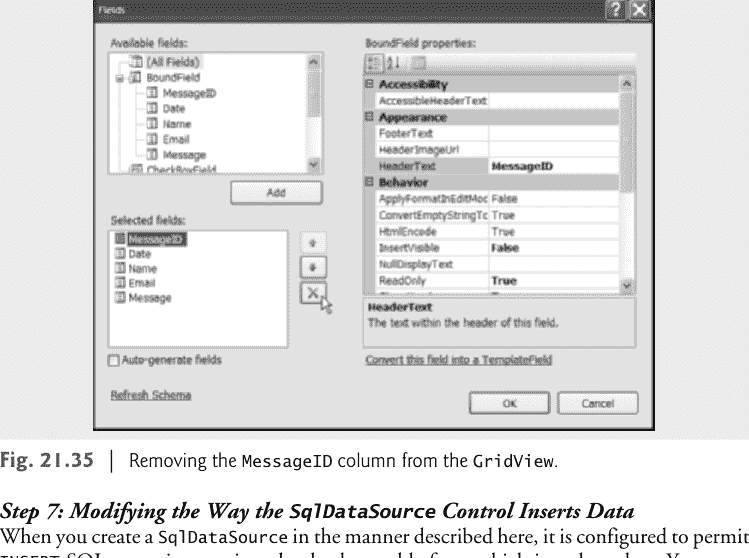 Fields
Available fields:
(All Fields)
BoundField
MessageID
Date
Name
Email
Message
CheckBoxField
Add
Selected fields:
MessageID
Date
Name
Email
Message
Auto-generate fields
Refresh Schema
BoundField properties:
Accessibility
AccessibleHeaderText
Appearance
FooterText
HeaderImageUrl
HeaderText MessageID
Behavior
ApplyFormatInEditMod False
ConvertEmptyStringTo True
HtmlEncode True
InsertVisible False
NullDisplayText
ReadOnly True
HeaderText
The text within the header of this field.
Convert this field into a TemplateField
OK Cancel
Fig. 21.35 | Removing the MessageID column from the GridView.
Step 7: Modifying the Way the SqlDataSource Control Inserts Data
When you create a SqlDataSource in the manner described here, it is configured to permit